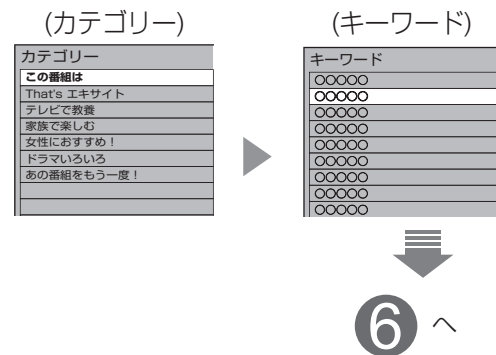 (カテゴリー)
カテゴリー
この番組は
That's エキサイト
テレビで教養
家族で楽しむ
女性におすすめ！
ドラマいろいろ
あの番組をもう一度！
(キーワード)
キーワード
○○○○○
○○○○○
○○○○○
○○○○○
○○○○○
○○○○○
○○○○○
○○○○○
○○○○○
6 へ